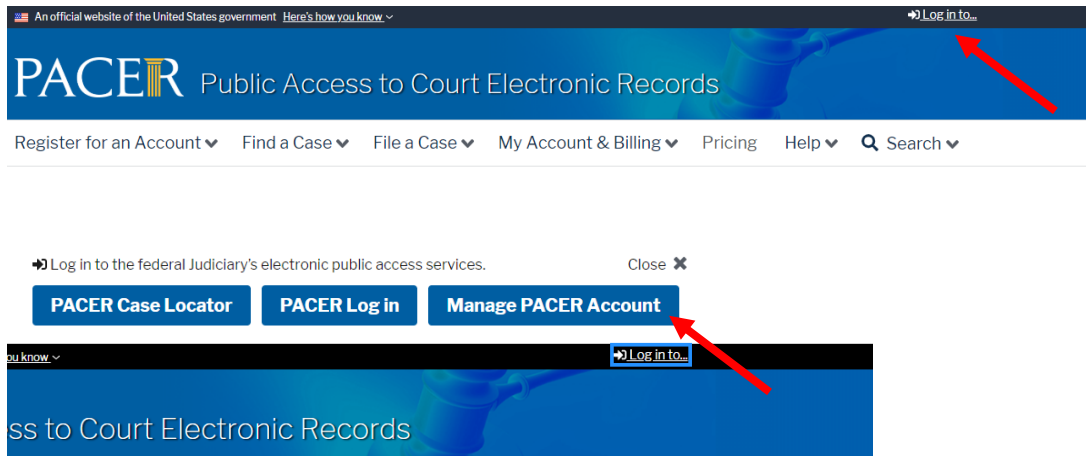 An official website of the United States government Here's how you know
Log in to...
PACER Public Access to Court Electronic Records
Register for an Account Find a Case File a Case My Account & Billing Pricing Help Search
Log in to the federal Judiciary's electronic public access services. Close
PACER Case Locator PACER Log in Manage PACER Account
ou know Log in to...
ss to Court Electronic Records